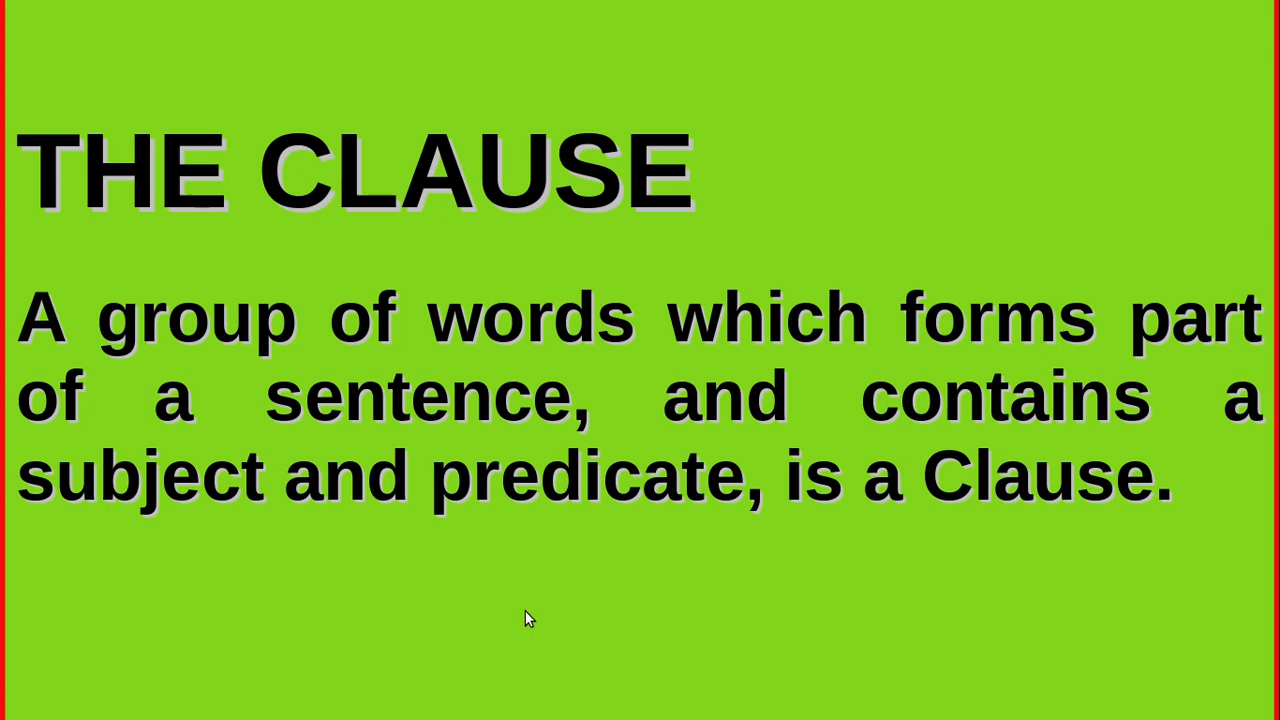 THE CLAUSE
A group of words which forms part
of a sentence, and contains a
subject and predicate, is a Clause.